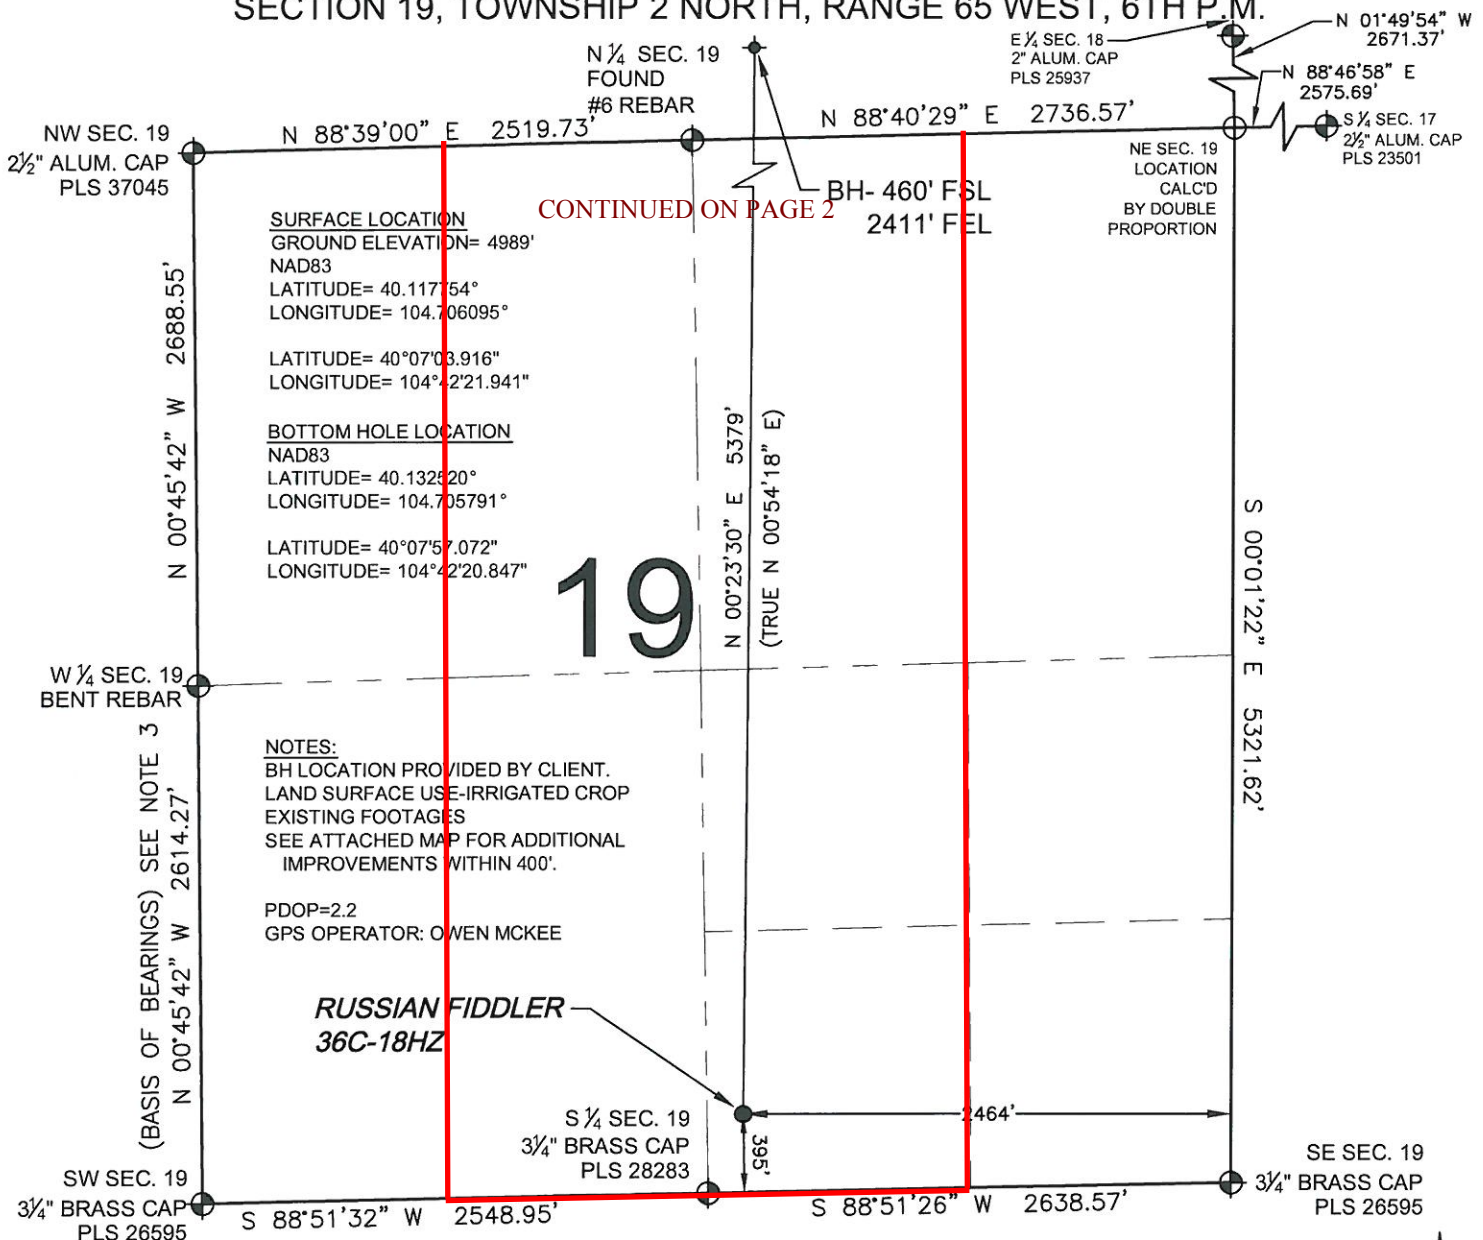 SECTION 19, TOWNSHIP 2 NORTH, RANGE 65 WEST, 6TH P.M.
N 01°49'54" W
2671.37'
E ¼ SEC. 18
2" ALUM. CAP
PLS 25937
N ¼ SEC. 19
FOUND
#6 REBAR
N 88°46'58" E
2575.69'
S ¼ SEC. 17
2½" ALUM. CAP
PLS 23501
NW SEC. 19
2½" ALUM. CAP
PLS 37045
N 88°39'00" E 2519.73'
N 88°40'29" E 2736.57'
NE SEC. 19
LOCATION
CALC'D
BY DOUBLE
PROPORTION
BH- 460' FSL
2411' FEL
CONTINUED ON PAGE 2
SURFACE LOCATION
GROUND ELEVATION= 4989'
NAD83
LATITUDE= 40.117754°
LONGITUDE= 104.706095°
LATITUDE= 40°07'03.916"
LONGITUDE= 104°42'21.941"
BOTTOM HOLE LOCATION
NAD83
LATITUDE= 40.132520°
LONGITUDE= 104.705791°
LATITUDE= 40°07'57.072"
LONGITUDE= 104°42'20.847"
N 00°45'42" W 2688.55'
19
N 00°23'30" E 5379'
(TRUE N 00°54'18" E)
S 00°01'22" E 5321.62'
W ¼ SEC. 19
BENT REBAR
NOTES:
BH LOCATION PROVIDED BY CLIENT.
LAND SURFACE USE-IRRIGATED CROP
EXISTING FOOTAGES
SEE ATTACHED MAP FOR ADDITIONAL
IMPROVEMENTS WITHIN 400'.
PDOP=2.2
GPS OPERATOR: OWEN MCKEE
(BASIS OF BEARINGS) SEE NOTE 3
N 00°45'42" W 2614.27'
RUSSIAN FIDDLER
36C-18HZ
2464'
395'
S ¼ SEC. 19
3¼" BRASS CAP
PLS 28283
SW SEC. 19
3¼" BRASS CAP
PLS 26595
S 88°51'32" W 2548.95'
S 88°51'26" W 2638.57'
SE SEC. 19
3¼" BRASS CAP
PLS 26595